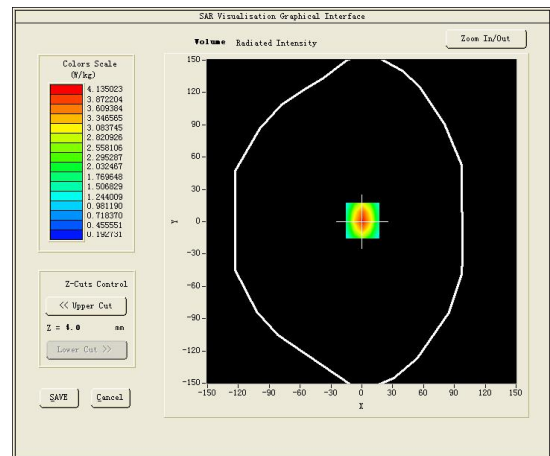 SAR Visualisation Graphical Interface
Volume Radiated Intensity
Zoom In/Out
Colors Scale
(W/kg)
4.135023
3.872204
3.609384
3.346565
3.083745
2.820926
2.558106
2.295287
2.032467
1.769648
1.506829
1.244009
0.981190
0.718370
0.455551
0.192731
Z-Cuts Control
<< Upper Cut
Z = 4.0 mm
Lower Cut >>
SAVE Cancel
150
120
90
60
30
0
-30
-60
-90
-120
-150
Y
-150 -120 -90 -60 -30 0 30 60 90 120 150
X